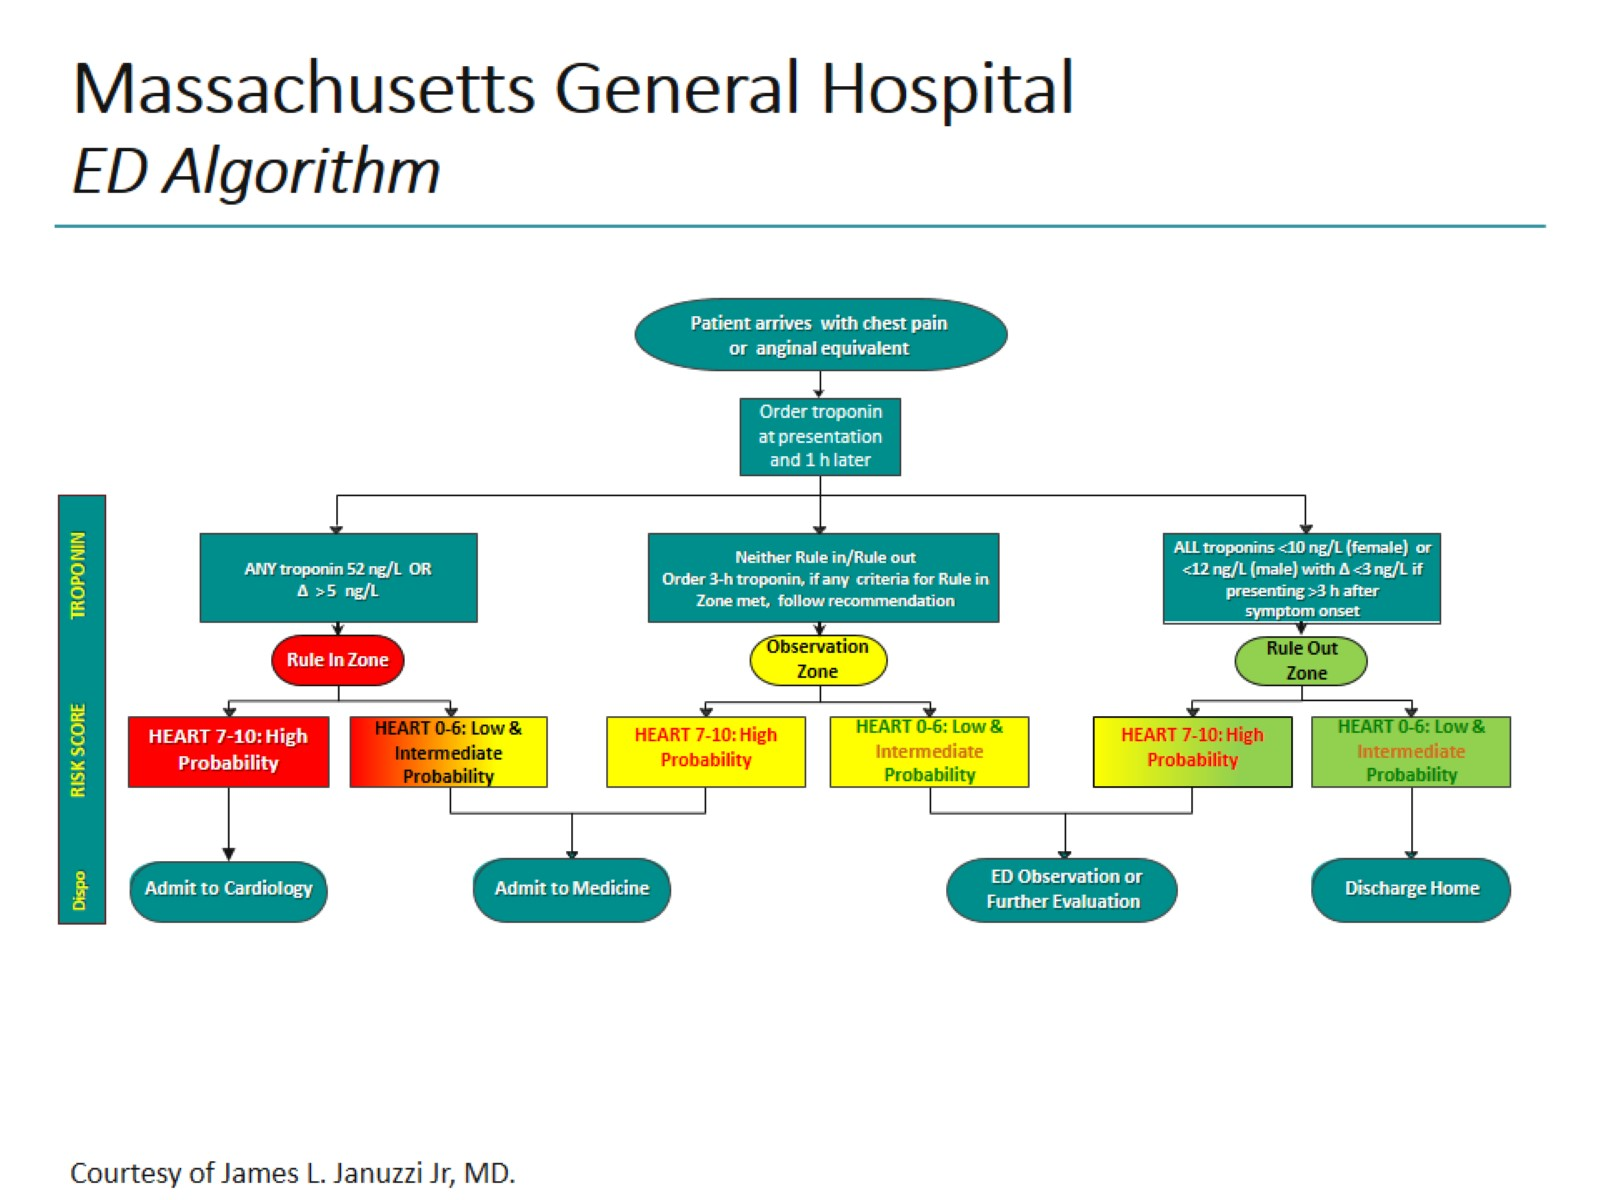 Massachusetts General Hospital
ED Algorithm
Patient arrives with chest pain
or anginal equivalent
Order troponin
at presentation
and 1 h later
TROPONIN
ANY troponin 52 ng/L OR
Δ >5 ng/L
Neither Rule in/Rule out
Order 3-h troponin, if any criteria for Rule in
Zone met, follow recommendation
ALL troponins <10 ng/L (female) or
<12 ng/L (male) with Δ <3 ng/L if
presenting >3 h after
symptom onset
Rule In Zone
Observation
Zone
Rule Out
Zone
RISK SCORE
HEART 7-10: High
Probability
HEART 0-6: Low &
Intermediate
Probability
HEART 7-10: High
Probability
HEART 0-6: Low &
Intermediate
Probability
HEART 7-10: High
Probability
HEART 0-6: Low &
Intermediate
Probability
Dispo
Admit to Cardiology
Admit to Medicine
ED Observation or
Further Evaluation
Discharge Home
Courtesy of James L. Januzzi Jr, MD.